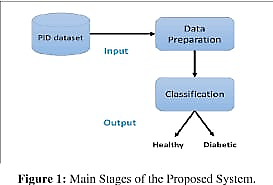 PID dataset
Data
Preparation
Input
Classification
Output
Healthy Diabetic
Figure 1: Main Stages of the Proposed System.